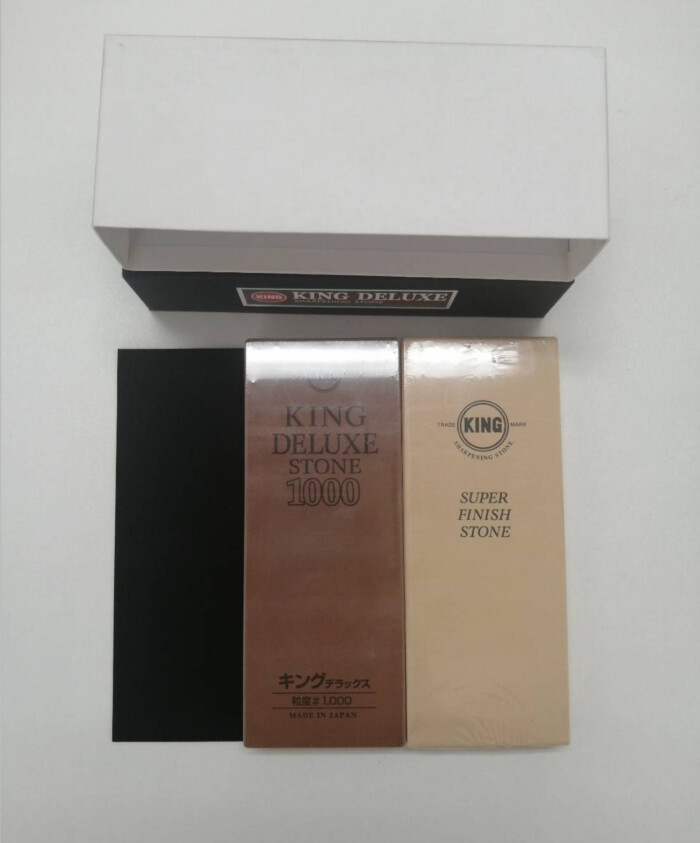 KING KING DELUXE
SHARPENING STONE
KING
DELUXE
STONE
1000
キングデラックス
粒度#1,000
MADE IN JAPAN
TRADE KING MARK
SHARPENING STONE
SUPER
FINISH
STONE